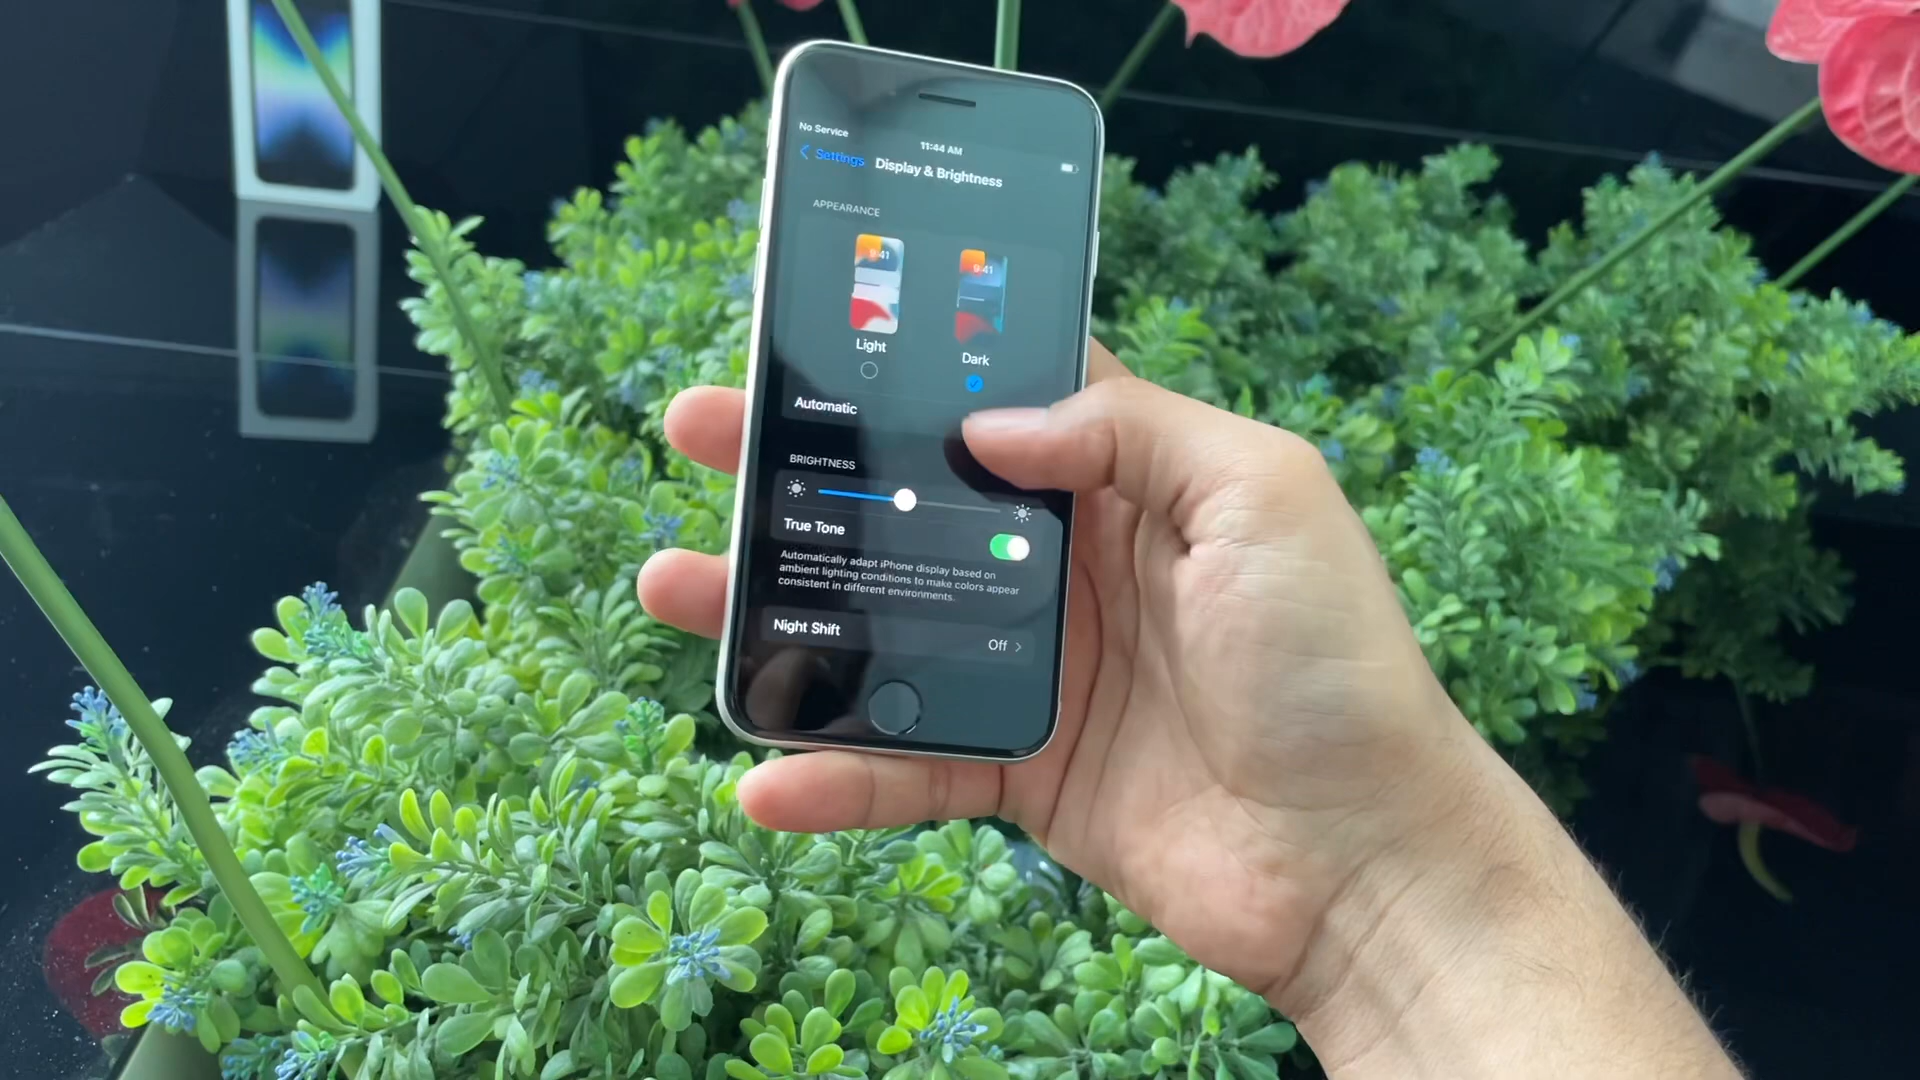 No Service
11:44 AM
Settings
Display & Brightness
APPEARANCE
9:41
9:41
Light
Dark
Automatic
BRIGHTNESS
True Tone
Automatically adapt iPhone display based on
ambient lighting conditions to make colors appear
consistent in different environments.
Night Shift
Off